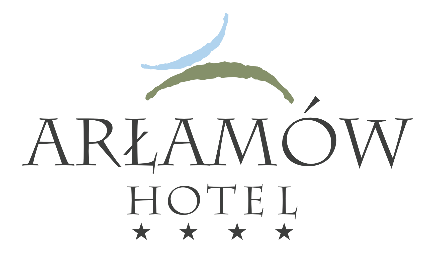 ARŁAMÓW
HOTEL
★ ★ ★ ★